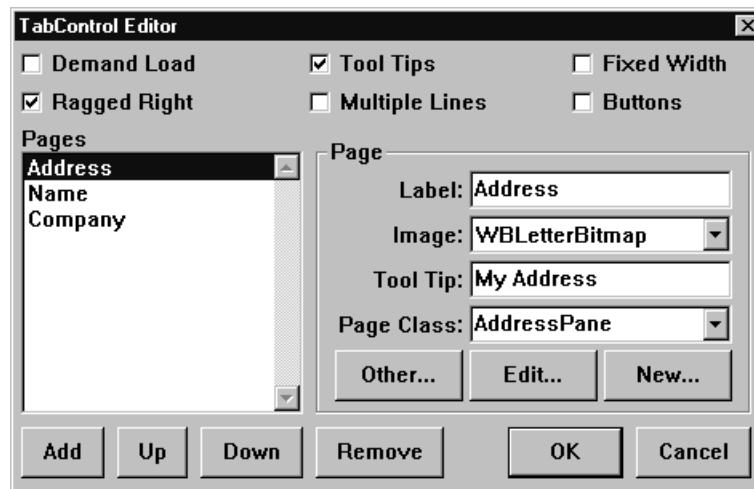 TabControl Editor
Demand Load Tool Tips Fixed Width
Ragged Right Multiple Lines Buttons
Pages
Address
Name
Company
Page
Label: Address
Image: WBLetterBitmap
Tool Tip: My Address
Page Class: AddressPane
Other... Edit... New...
Add Up Down Remove OK Cancel